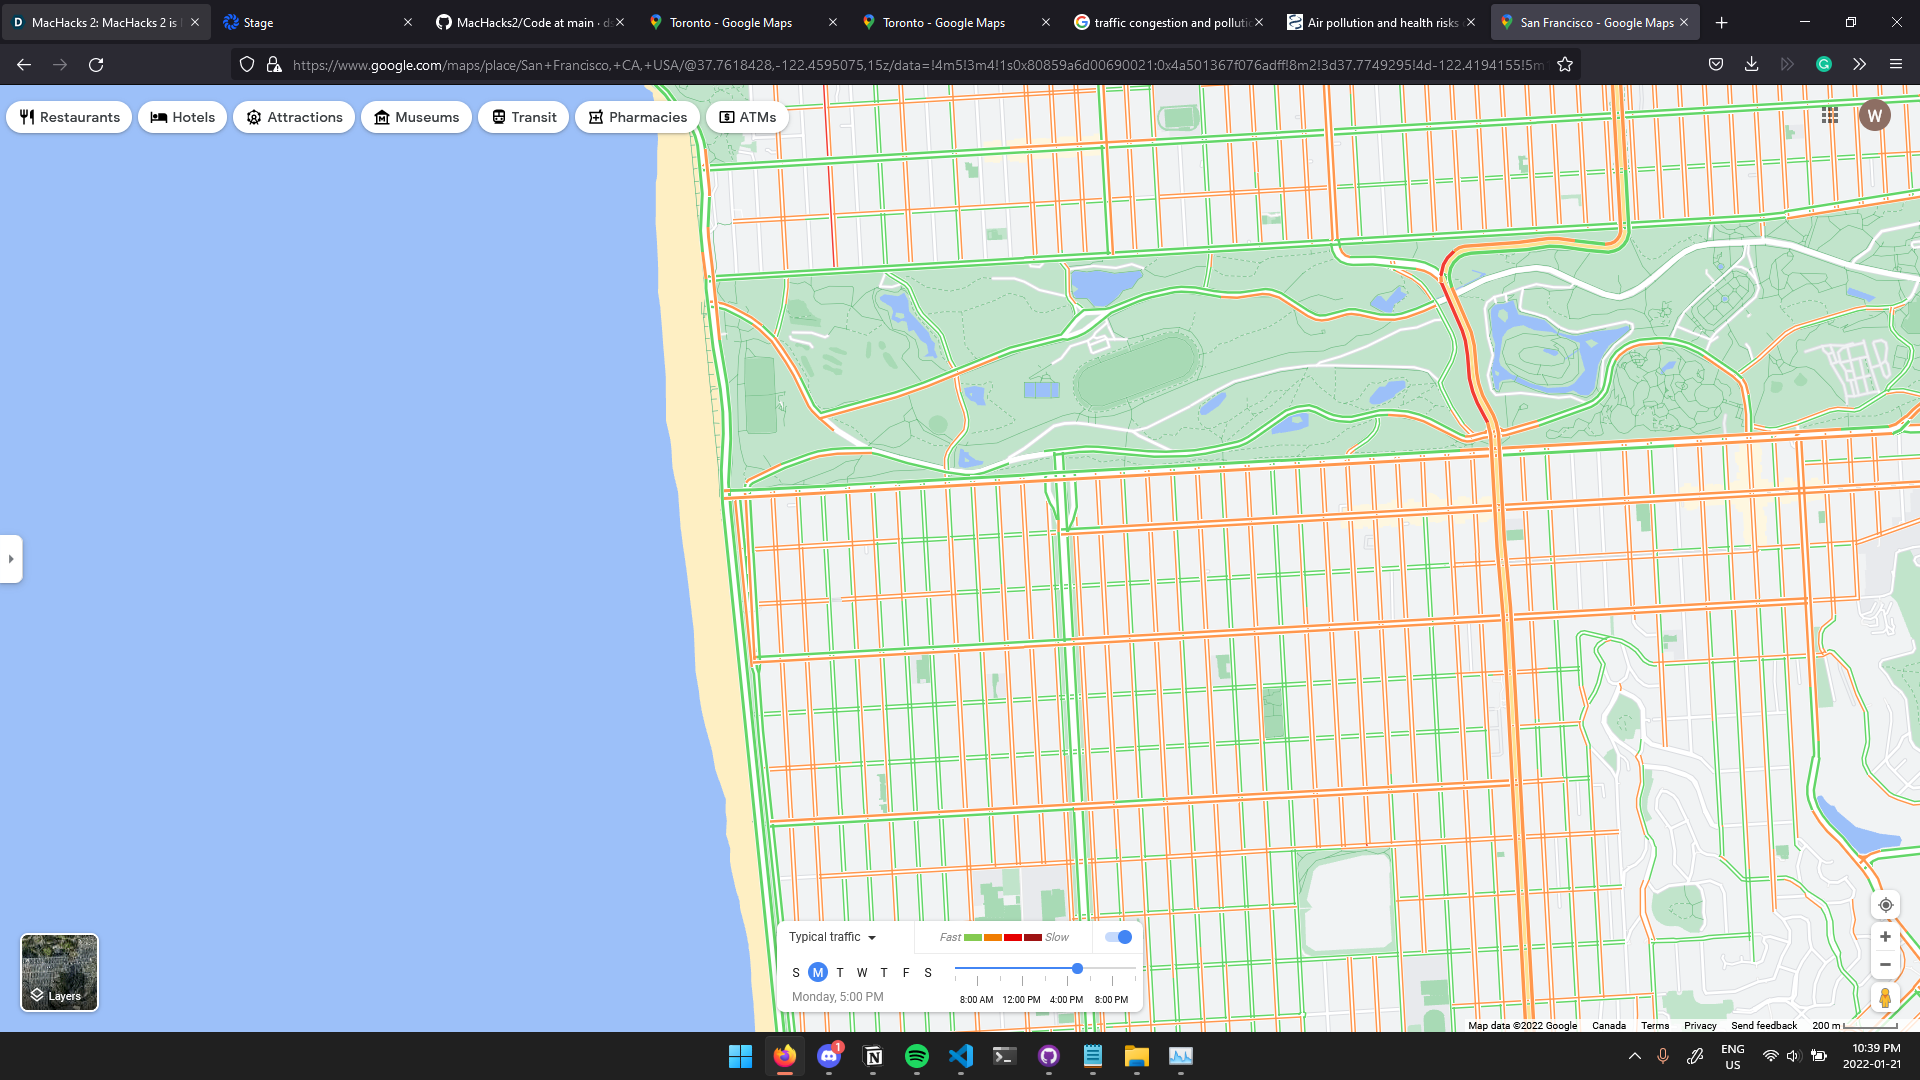 MacHacks 2: MacHacks 2 is
Stage
MacHacks2/Code at main · ds
Toronto - Google Maps
Toronto - Google Maps
traffic congestion and pollutio
Air pollution and health risks
San Francisco - Google Maps
https://www.google.com/maps/place/San+Francisco,+CA,+USA/@37.7618428,-122.4595075,15z/data=!4m5!3m4!1s0x80859a6d00690021:0x4a501367f076adff!8m2!3d37.7749295!4d-122.4194155!5m1
Restaurants
Hotels
Attractions
Museums
Transit
Pharmacies
ATMs
W
Typical traffic
Fast
Slow
S M T W T F S
Monday, 5:00 PM
8:00 AM 12:00 PM 4:00 PM 8:00 PM
Layers
Map data ©2022 Google Canada Terms Privacy Send feedback 200 m
1
ENG
US
10:39 PM
2022-01-21